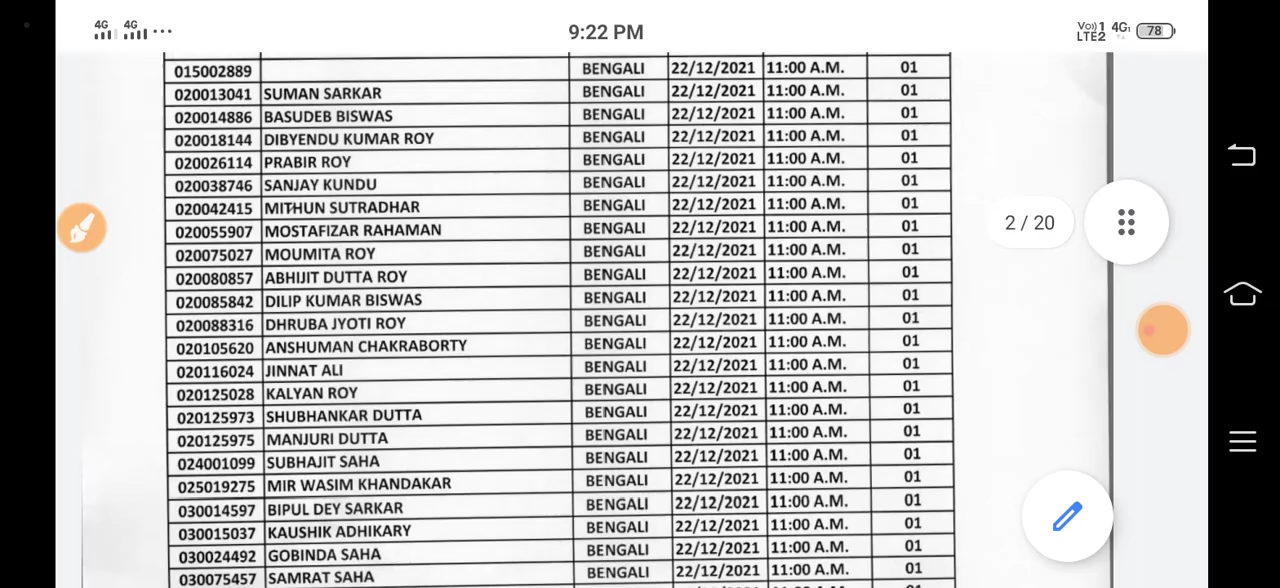 4G 4G ... 9:22 PM Vo)) 1 LTE2 4G 78
015002889 BENGALI 22/12/2021 11:00 A.M. 01
020013041 SUMAN SARKAR BENGALI 22/12/2021 11:00 A.M. 01
020014886 BASUDEB BISWAS BENGALI 22/12/2021 11:00 A.M. 01
020018144 DIBYENDU KUMAR ROY BENGALI 22/12/2021 11:00 A.M. 01
020026114 PRABIR ROY BENGALI 22/12/2021 11:00 A.M. 01
020038746 SANJAY KUNDU BENGALI 22/12/2021 11:00 A.M. 01
020042415 MITHUN SUTRADHAR BENGALI 22/12/2021 11:00 A.M. 01
2 / 20
020055907 MOSTAFIZAR RAHAMAN BENGALI 22/12/2021 11:00 A.M. 01
020075027 MOUMITA ROY BENGALI 22/12/2021 11:00 A.M. 01
020080857 ABHIJIT DUTTA ROY BENGALI 22/12/2021 11:00 A.M. 01
020085842 DILIP KUMAR BISWAS BENGALI 22/12/2021 11:00 A.M. 01
020088316 DHRUBA JYOTI ROY BENGALI 22/12/2021 11:00 A.M. 01
020105620 ANSHUMAN CHAKRABORTY BENGALI 22/12/2021 11:00 A.M. 01
020116024 JINNAT ALI BENGALI 22/12/2021 11:00 A.M. 01
020125028 KALYAN ROY BENGALI 22/12/2021 11:00 A.M. 01
020125973 SHUBHANKAR DUTTA BENGALI 22/12/2021 11:00 A.M. 01
020125975 MANJURI DUTTA BENGALI 22/12/2021 11:00 A.M. 01
024001099 SUBHAJIT SAHA BENGALI 22/12/2021 11:00 A.M. 01
025019275 MIR WASIM KHANDAKAR BENGALI 22/12/2021 11:00 A.M. 01
030014597 BIPUL DEY SARKAR BENGALI 22/12/2021 11:00 A.M. 01
030015037 KAUSHIK ADHIKARY BENGALI 22/12/2021 11:00 A.M. 01
030024492 GOBINDA SAHA BENGALI 22/12/2021 11:00 A.M. 01
030075457 SAMRAT SAHA BENGALI 22/12/2021